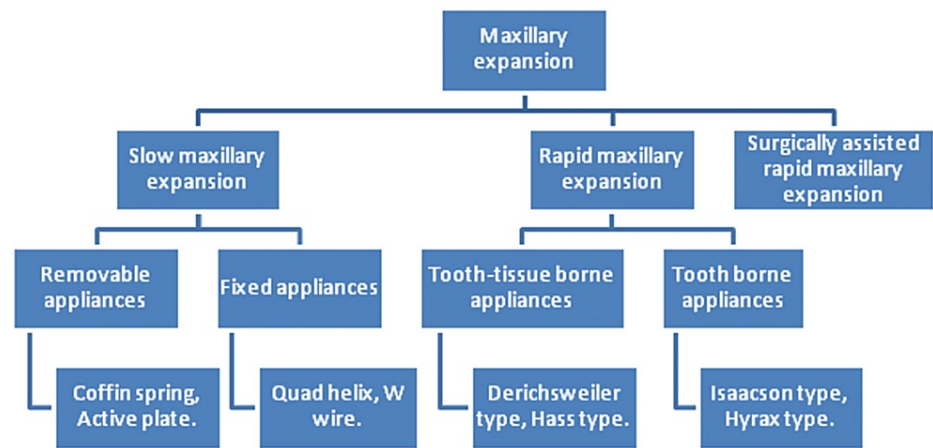 Maxillary
expansion
Slow maxillary
expansion
Rapid maxillary
expansion
Surgically assisted
rapid maxillary
expansion
Removable
appliances
Fixed appliances
Tooth-tissue borne
appliances
Tooth borne
appliances
Coffin spring,
Active plate.
Quad helix, W
wire.
Derichsweiler
type, Hass type.
Isaacson type,
Hyrax type.